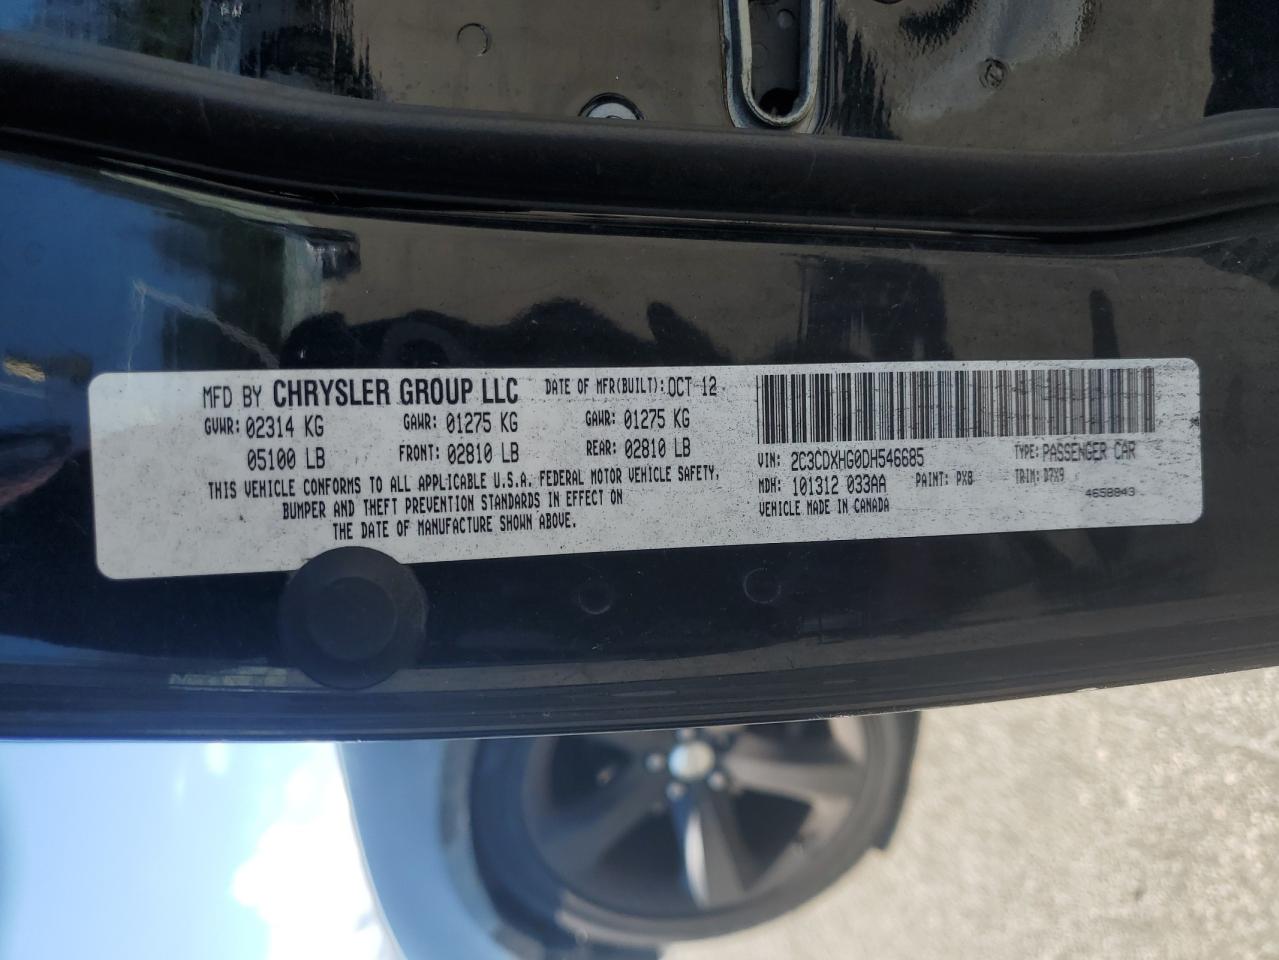 MFD BY CHRYSLER GROUP LLC DATE OF MFR(BUILT): OCT 12
GVWR: 02314 KG GAWR: 01275 KG GAWR: 01275 KG
05100 LB FRONT: 02810 LB REAR: 02810 LB
THIS VEHICLE CONFORMS TO ALL APPLICABLE U.S.A. FEDERAL MOTOR VEHICLE SAFETY,
BUMPER AND THEFT PREVENTION STANDARDS IN EFFECT ON
THE DATE OF MANUFACTURE SHOWN ABOVE.
VIN: 2C3CDXHG0DH546685 TYPE: PASSENGER CAR
MDH: 101312 033AA PAINT: PX8 TRIM: D7X9
VEHICLE MADE IN CANADA 4658843